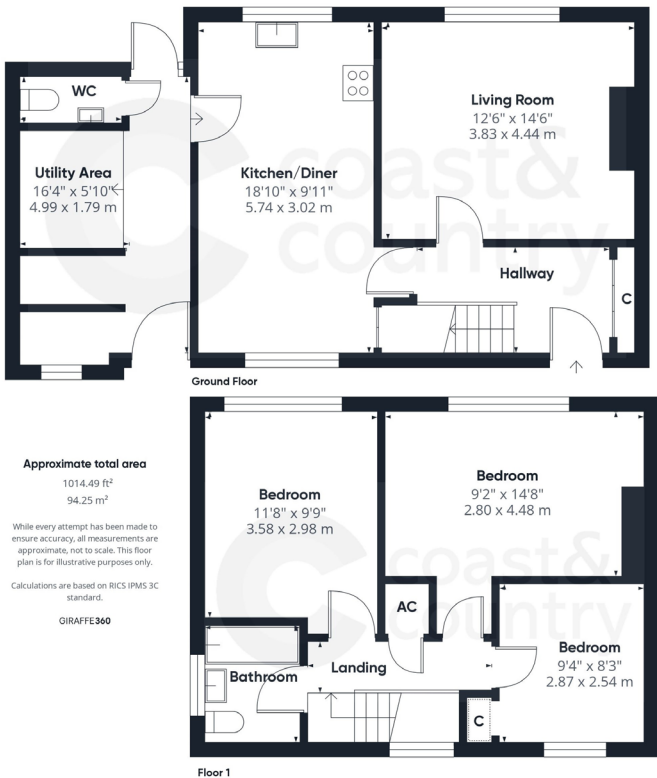 WC
Living Room
12'6" x 14'6"
3.83 x 4.44 m
Utility Area
16'4" x 5'10"
4.99 x 1.79 m
Kitchen/Diner
18'10" x 9'11"
5.74 x 3.02 m
Hallway
C
Ground Floor
coast&
country
Approximate total area
1014.49 ft²
94.25 m²
While every attempt has been made to
ensure accuracy, all measurements are
approximate, not to scale. This floor
plan is for illustrative purposes only.
Calculations are based on RICS IPMS 3C
standard.
GIRAFFE360
Bedroom
11'8" x 9'9"
3.58 x 2.98 m
Bedroom
9'2" x 14'8"
2.80 x 4.48 m
AC
Bathroom
Landing
Bedroom
9'4" x 8'3"
2.87 x 2.54 m
C
Floor 1
coast&
country